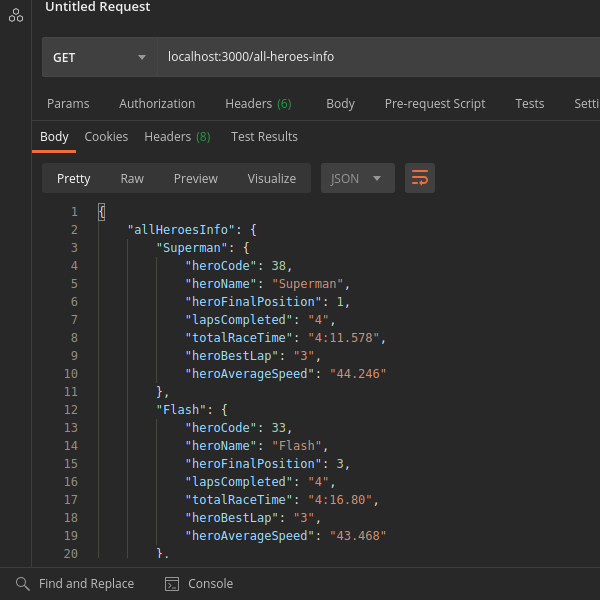 Untitled Request
GET localhost:3000/all-heroes-info
Params Authorization Headers (6) Body Pre-request Script Tests Setti
Body Cookies Headers (8) Test Results
Pretty Raw Preview Visualize JSON
1 {
2 "allHeroesInfo": {
3 "Superman": {
4 "heroCode": 38,
5 "heroName": "Superman",
6 "heroFinalPosition": 1,
7 "lapsCompleted": "4",
8 "totalRaceTime": "4:11.578",
9 "heroBestLap": "3",
10 "heroAverageSpeed": "44.246"
11 },
12 "Flash": {
13 "heroCode": 33,
14 "heroName": "Flash",
15 "heroFinalPosition": 3,
16 "lapsCompleted": "4",
17 "totalRaceTime": "4:16.80",
18 "heroBestLap": "3",
19 "heroAverageSpeed": "43.468"
20 },
Find and Replace Console